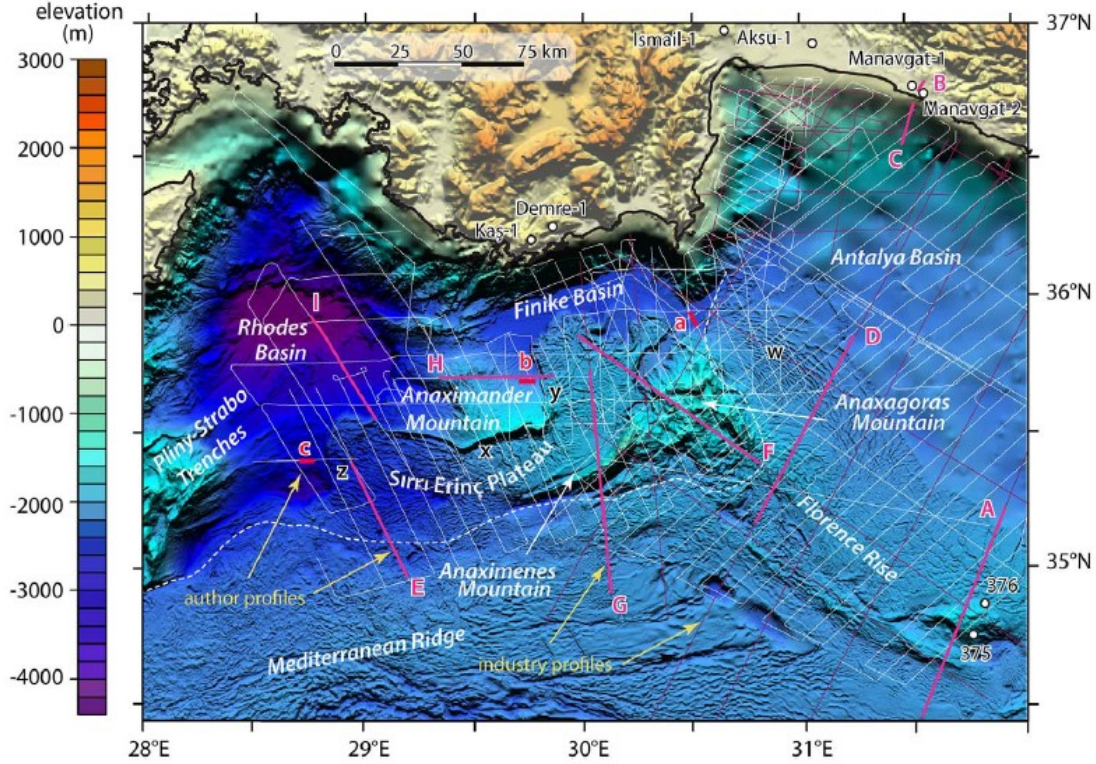 elevation
(m)
3000
2000
1000
0
-1000
-2000
-3000
-4000
37°N
36°N
35°N
28°E
29°E
30°E
31°E
0 25 50 75 km
Ismail-1
Aksu-1
Manavgat-1
B
Manavgat-2
C
Demre-1
Kaş-1
Antalya Basin
Finike Basin
I
a
Rhodes
Basin
D
w
H
b
y
Anaximander
Mountain
Anaxagoras
Mountain
Pliny-Strabo
Trenches
x
F
c
z
Sırrı Erinç Plateau
A
Florence Rise
E
Anaximenes
Mountain
G
author profiles
376
375
Mediterranean Ridge
industry profiles